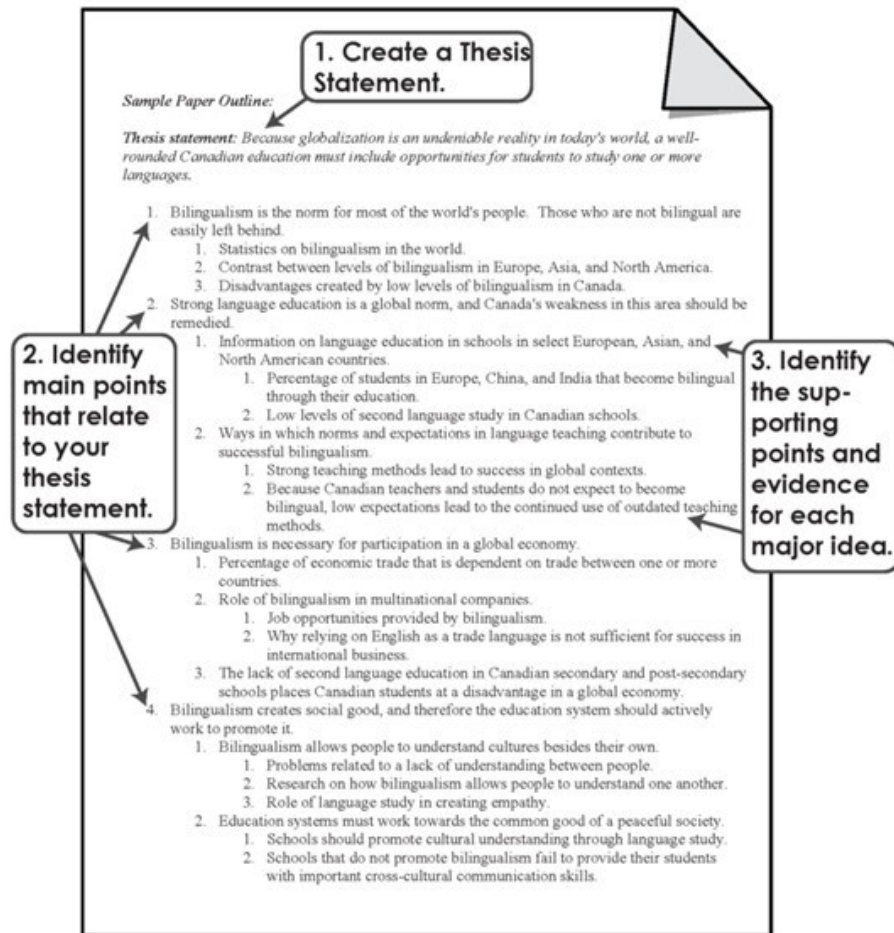 1. Create a Thesis
Statement.
Sample Paper Outline:
Thesis statement: Because globalization is an undeniable reality in today's world, a well-
rounded Canadian education must include opportunities for students to study one or more
languages.
1. Bilingualism is the norm for most of the world's people. Those who are not bilingual are
easily left behind.
1. Statistics on bilingualism in the world.
2. Contrast between levels of bilingualism in Europe, Asia, and North America.
3. Disadvantages created by low levels of bilingualism in Canada.
2. Strong language education is a global norm, and Canada's weakness in this area should be
remedied.
1. Information on language education in schools in select European, Asian, and
North American countries.
1. Percentage of students in Europe, China, and India that become bilingual
through their education.
2. Low levels of second language study in Canadian schools.
2. Ways in which norms and expectations in language teaching contribute to
successful bilingualism.
1. Strong teaching methods lead to success in global contexts.
2. Because Canadian teachers and students do not expect to become
bilingual, low expectations lead to the continued use of outdated teaching
methods.
3. Bilingualism is necessary for participation in a global economy.
1. Percentage of economic trade that is dependent on trade between one or more
countries.
2. Role of bilingualism in multinational companies.
1. Job opportunities provided by bilingualism.
2. Why relying on English as a trade language is not sufficient for success in
international business.
3. The lack of second language education in Canadian secondary and post-secondary
schools places Canadian students at a disadvantage in a global economy.
4. Bilingualism creates social good, and therefore the education system should actively
work to promote it.
1. Bilingualism allows people to understand cultures besides their own.
1. Problems related to a lack of understanding between people.
2. Research on how bilingualism allows people to understand one another.
3. Role of language study in creating empathy.
2. Education systems must work towards the common good of a peaceful society.
1. Schools should promote cultural understanding through language study.
2. Schools that do not promote bilingualism fail to provide their students
with important cross-cultural communication skills.
2. Identify
main points
that relate
to your
thesis
statement.
3. Identify
the sup-
porting
points and
evidence
for each
major idea.